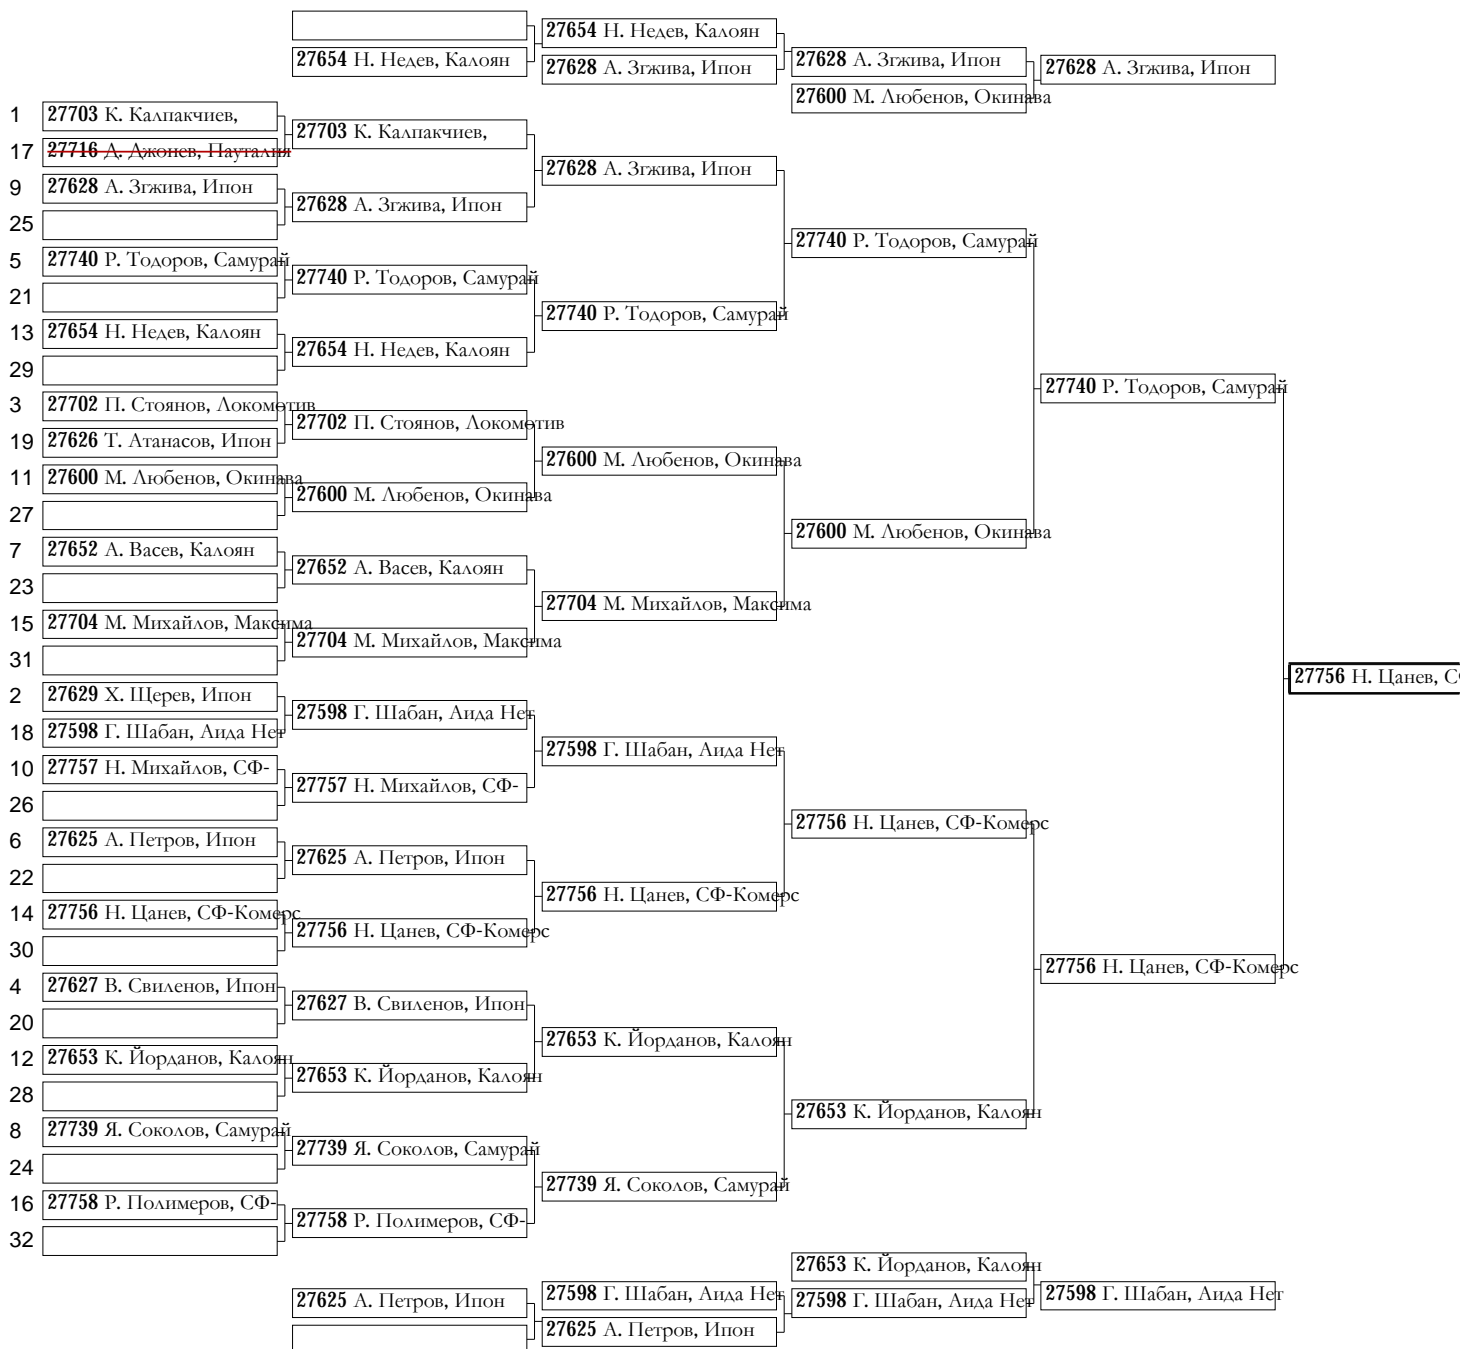 27654 Н. Недев, Калоян
27654 Н. Недев, Калоян
27628 А. Згжива, Ипон
27628 А. Згжива, Ипон
27600 М. Любенов, Окинава
27628 А. Згжива, Ипон
1 27703 К. Калпакчиев,
17 27716 Д. Джонев, Пауталия
9 27628 А. Згжива, Ипон
25
5 27740 Р. Тодоров, Самурай
21
13 27654 Н. Недев, Калоян
29
3 27702 П. Стоянов, Локомотив
19 27626 Т. Атанасов, Ипон
11 27600 М. Любенов, Окинава
27
7 27652 А. Васев, Калоян
23
15 27704 М. Михайлов, Максима
31
2 27629 Х. Щерев, Ипон
18 27598 Г. Шабан, Аида Нет
10 27757 Н. Михайлов, СФ-
26
6 27625 А. Петров, Ипон
22
14 27756 Н. Цанев, СФ-Комерс
30
4 27627 В. Свиленов, Ипон
20
12 27653 К. Йорданов, Калоян
28
8 27739 Я. Соколов, Самурай
24
16 27758 Р. Полимеров, СФ-
32
27703 К. Калпакчиев,
27628 А. Згжива, Ипон
27740 Р. Тодоров, Самурай
27654 Н. Недев, Калоян
27702 П. Стоянов, Локомотив
27600 М. Любенов, Окинава
27652 А. Васев, Калоян
27704 М. Михайлов, Максима
27598 Г. Шабан, Аида Нет
27757 Н. Михайлов, СФ-
27625 А. Петров, Ипон
27756 Н. Цанев, СФ-Комерс
27627 В. Свиленов, Ипон
27653 К. Йорданов, Калоян
27739 Я. Соколов, Самурай
27758 Р. Полимеров, СФ-
27628 А. Згжива, Ипон
27740 Р. Тодоров, Самурай
27600 М. Любенов, Окинава
27704 М. Михайлов, Максима
27598 Г. Шабан, Аида Нет
27756 Н. Цанев, СФ-Комерс
27653 К. Йорданов, Калоян
27739 Я. Соколов, Самурай
27740 Р. Тодоров, Самурай
27600 М. Любенов, Окинава
27756 Н. Цанев, СФ-Комерс
27653 К. Йорданов, Калоян
27740 Р. Тодоров, Самурай
27756 Н. Цанев, СФ-Комерс
27756 Н. Цанев,
27625 А. Петров, Ипон
27598 Г. Шабан, Аида Нет
27625 А. Петров, Ипон
27653 К. Йорданов, Калоян
27598 Г. Шабан, Аида Нет
27598 Г. Шабан, Аида Нет